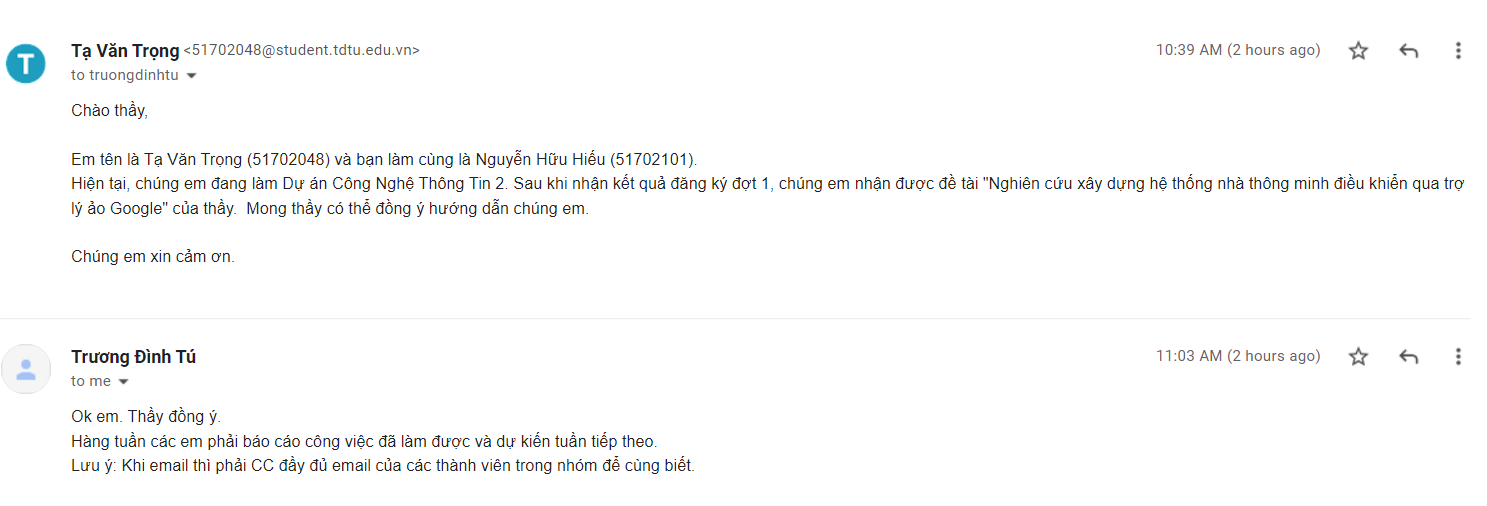 T
Tạ Văn Trọng <51702048@student.tdtu.edu.vn>
10:39 AM (2 hours ago)
to truongdinhtu
Chào thầy,
Em tên là Tạ Văn Trọng (51702048) và bạn làm cùng là Nguyễn Hữu Hiếu (51702101).
Hiện tại, chúng em đang làm Dự án Công Nghệ Thông Tin 2. Sau khi nhận kết quả đăng ký đợt 1, chúng em nhận được đề tài "Nghiên cứu xây dựng hệ thống nhà thông minh điều khiển qua trợ
lý ảo Google" của thầy.  Mong thầy có thể đồng ý hướng dẫn chúng em.
Chúng em xin cảm ơn.
Trương Đình Tú
11:03 AM (2 hours ago)
to me
Ok em. Thầy đồng ý.
Hàng tuần các em phải báo cáo công việc đã làm được và dự kiến tuần tiếp theo.
Lưu ý: Khi email thì phải CC đầy đủ email của các thành viên trong nhóm để cùng biết.